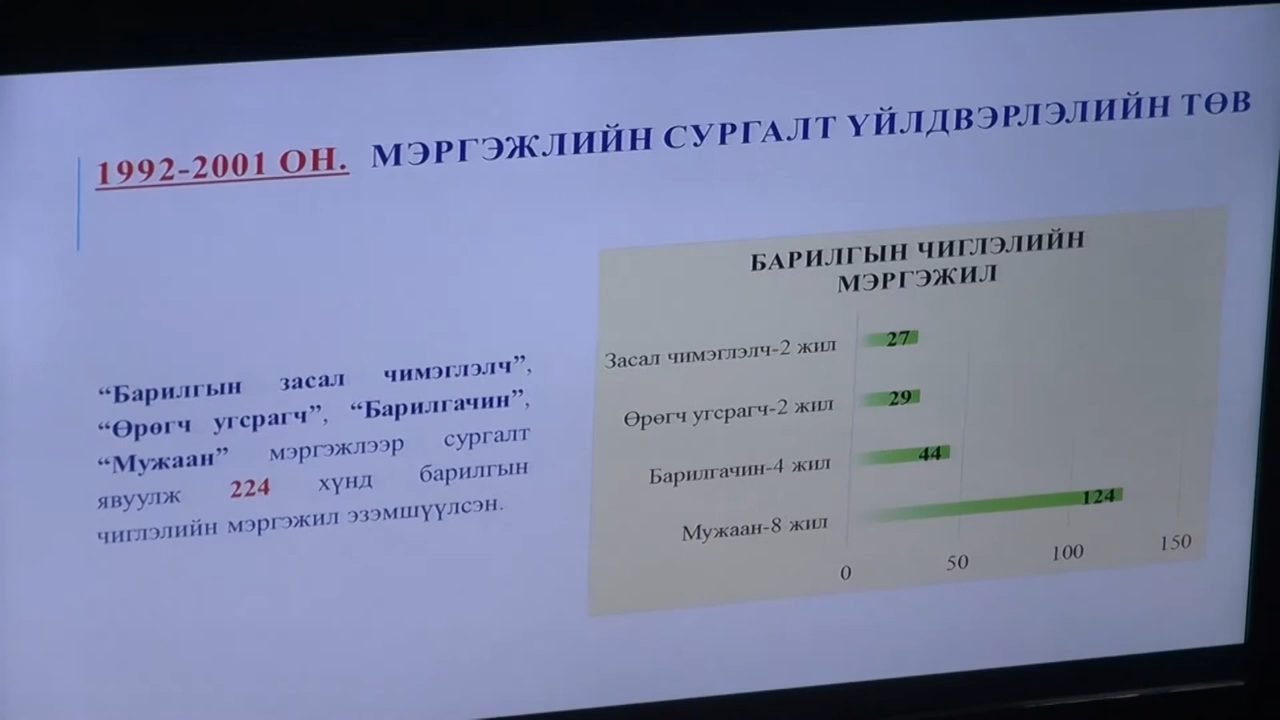 1992-2001 ОН. МЭРГЭЖЛИЙН СУРГАЛТ ҮЙЛДВЭРЛЭЛИЙН ТӨВ
“Барилгын засал чимэглэлч”,
“Өрөгч угсрагч”, “Барилгачин”,
“Мужаан” мэргэжлээр сургалт
явуулж 224 хүнд барилгын
чиглэлийн мэргэжил эзэмшүүлсэн.
БАРИЛГЫН ЧИГЛЭЛИЙН
МЭРГЭЖИЛ
Засал чимэглэлч-2 жил 27
Өрөгч угсрагч-2 жил 29
Барилгачин-4 жил 44
Мужаан-8 жил 124
0 50 100 150